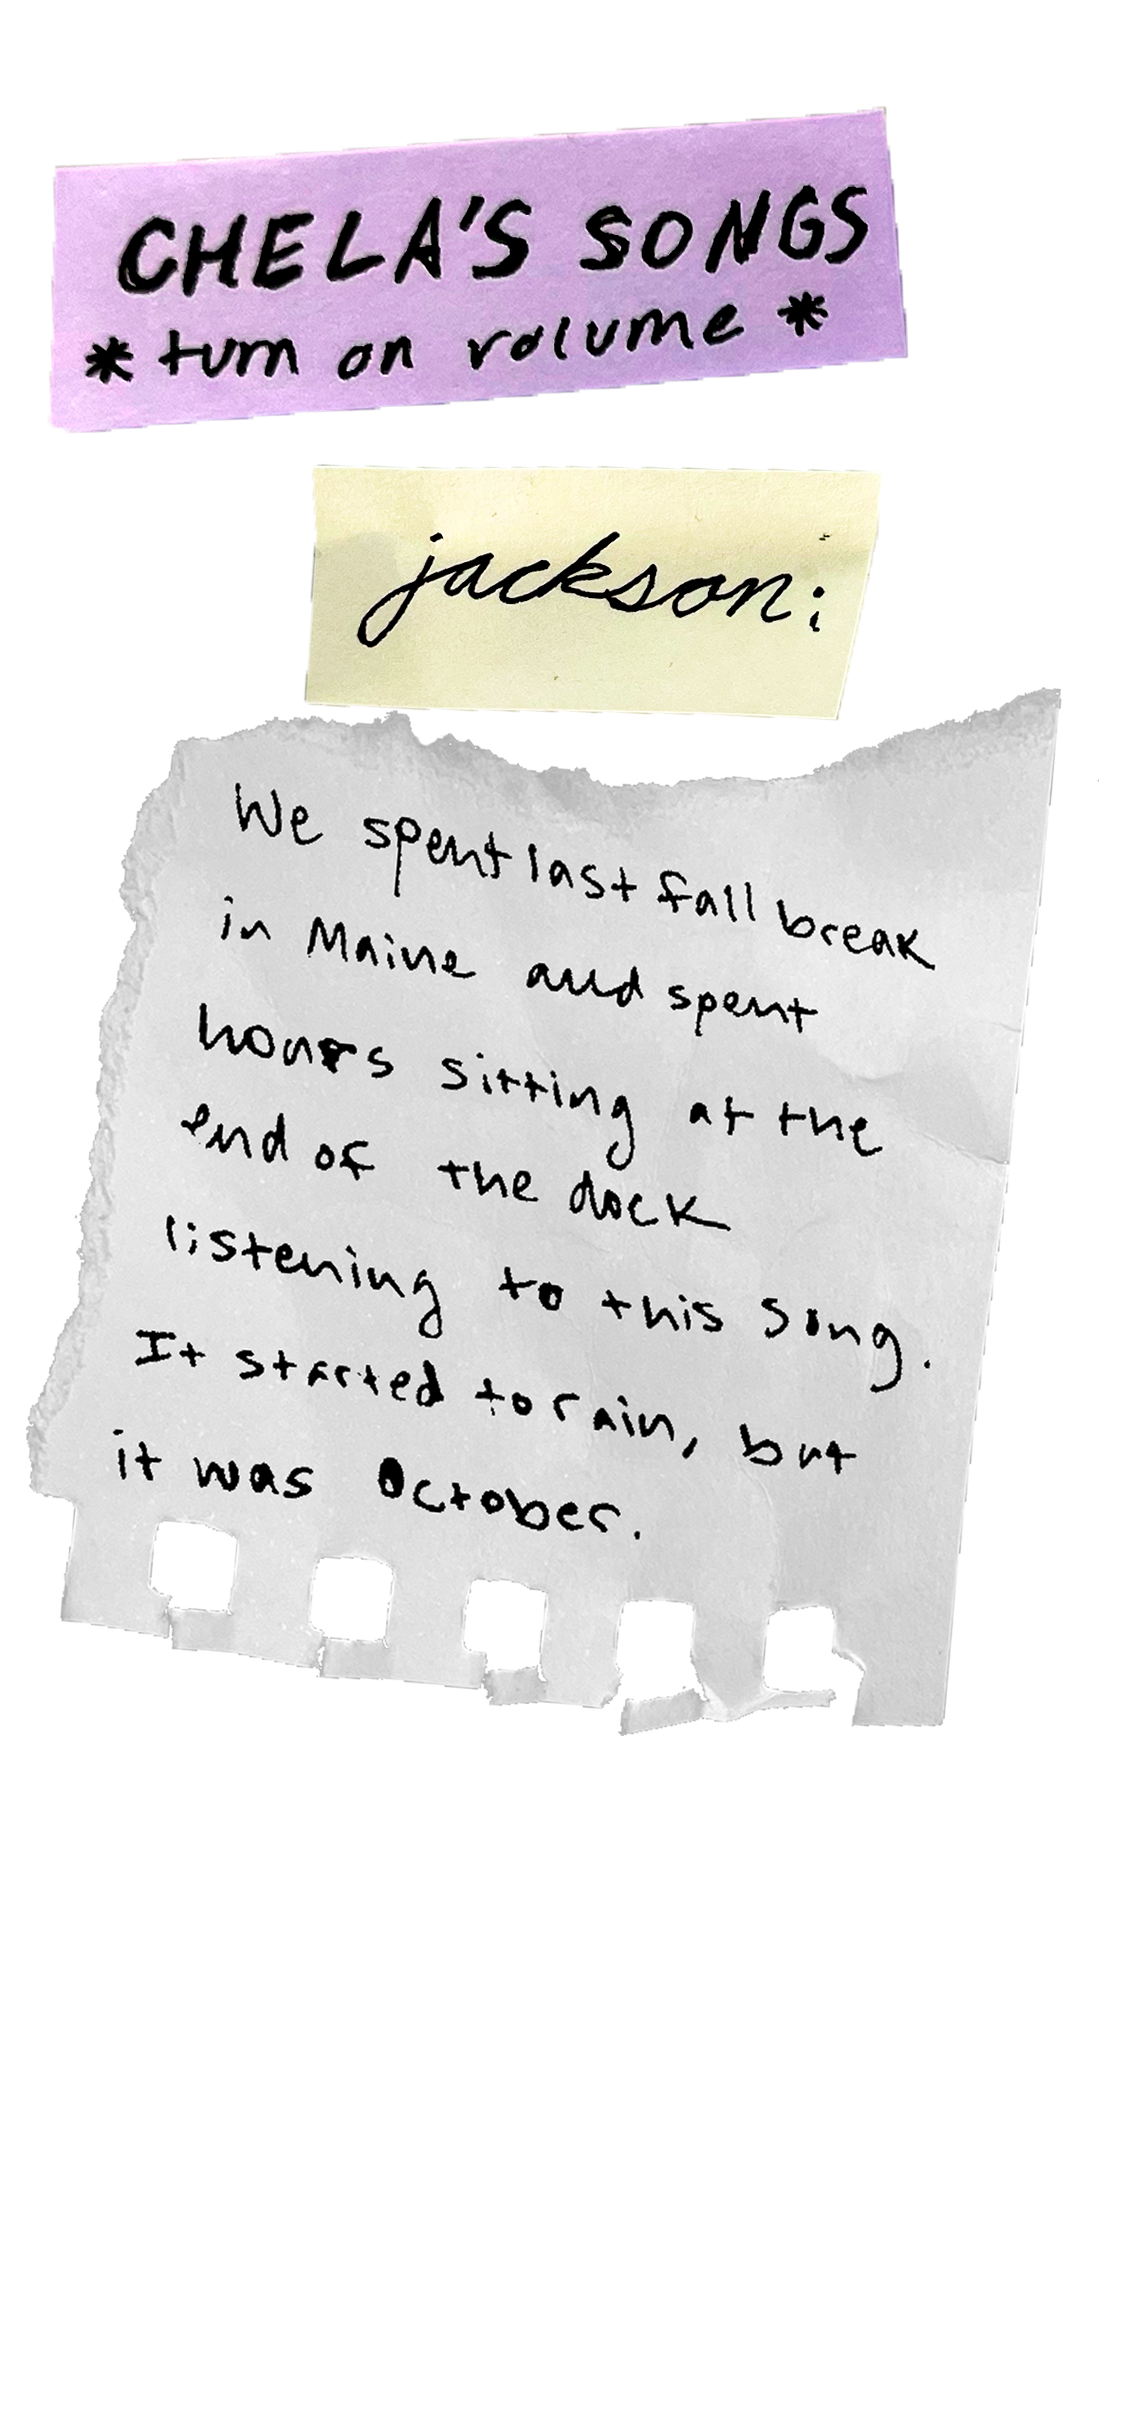 CHELA'S SONGS
* turn on volume *
jackson:
We spent last fall break
in Maine and spent
hours sitting at the
end of the dock
listening to this song.
It started to rain, but
it was October.